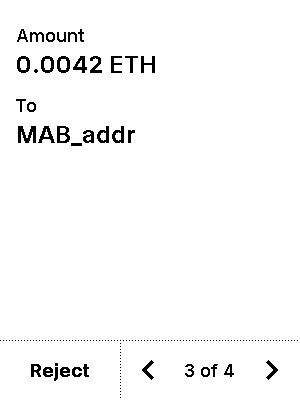 Amount
0.0042 ETH
To
MAB_addr
Reject
3 of 4